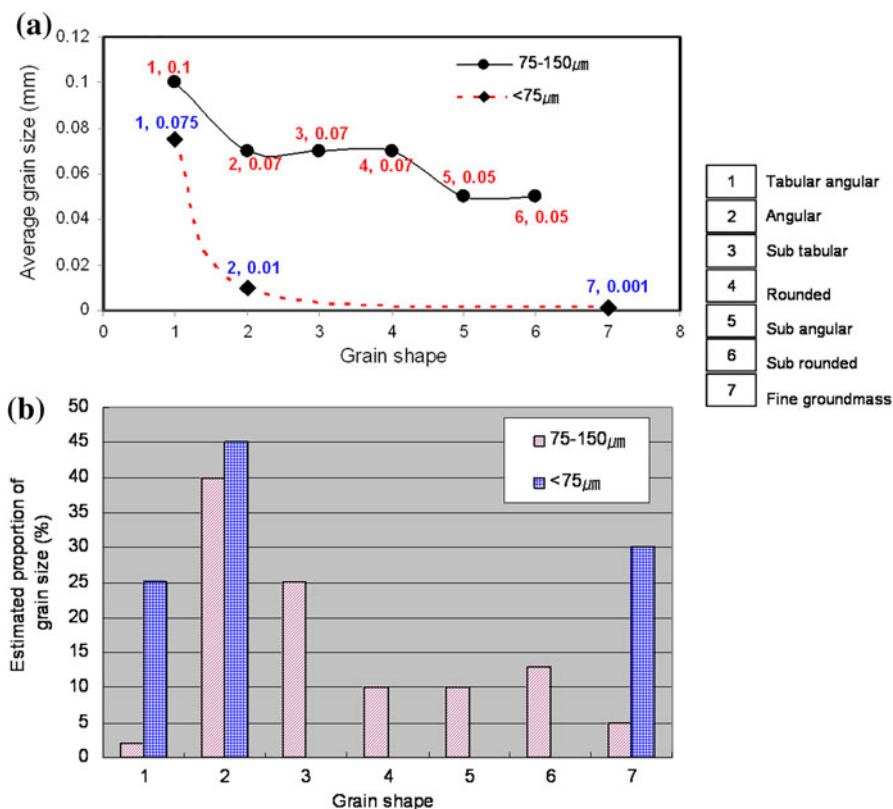 (a)
0.12
0.1
0.08
0.06
0.04
0.02
0
Average grain size (mm)
1, 0.1
1, 0.075
2, 0.07
3, 0.07
4, 0.07
5, 0.05
6, 0.05
2, 0.01
7, 0.001
75-150μm
<75μm
0 1 2 3 4 5 6 7 8
Grain shape
1 Tabular angular
2 Angular
3 Sub tabular
4 Rounded
5 Sub angular
6 Sub rounded
7 Fine groundmass
(b)
50
45
40
35
30
25
20
15
10
5
0
Estimated proportion of
grain size (%)
75-150μm
<75μm
1 2 3 4 5 6 7
Grain shape